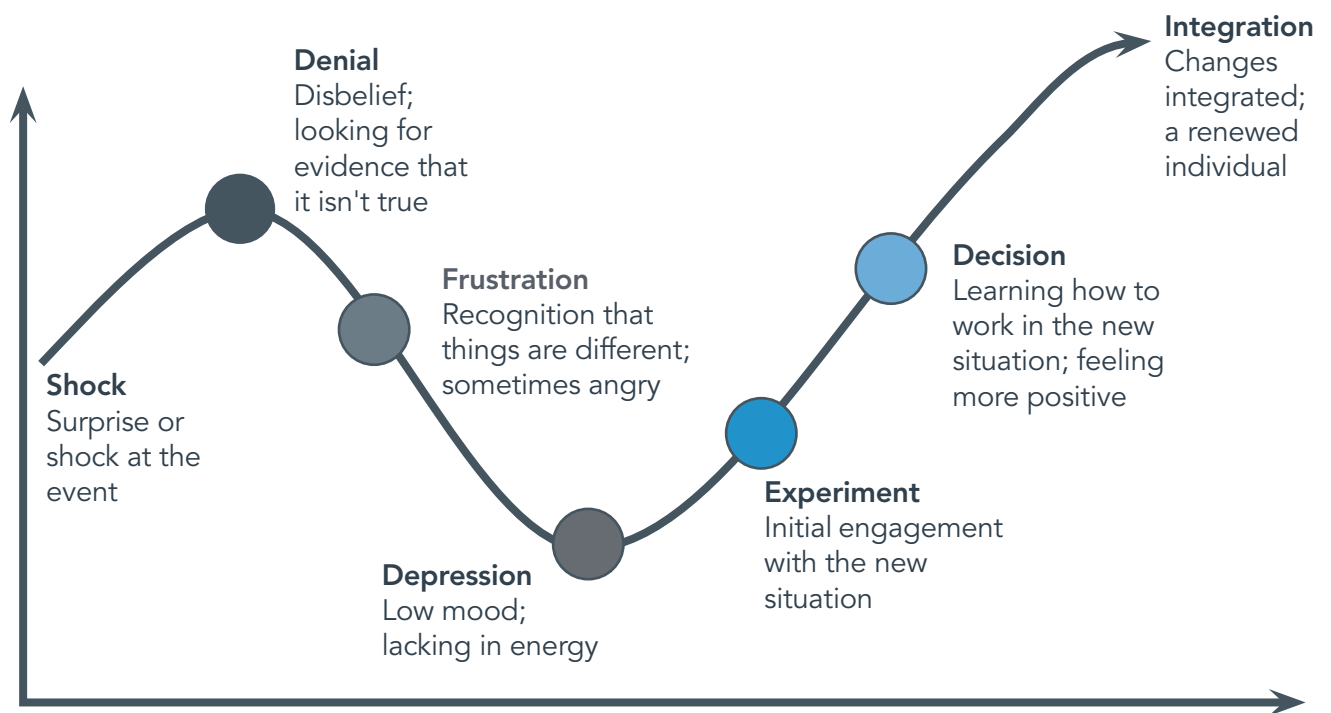 Shock
Surprise or
shock at the
event
Denial
Disbelief;
looking for
evidence that
it isn't true
Frustration
Recognition that
things are different;
sometimes angry
Depression
Low mood;
lacking in energy
Experiment
Initial engagement
with the new
situation
Decision
Learning how to
work in the new
situation; feeling
more positive
Integration
Changes
integrated;
a renewed
individual